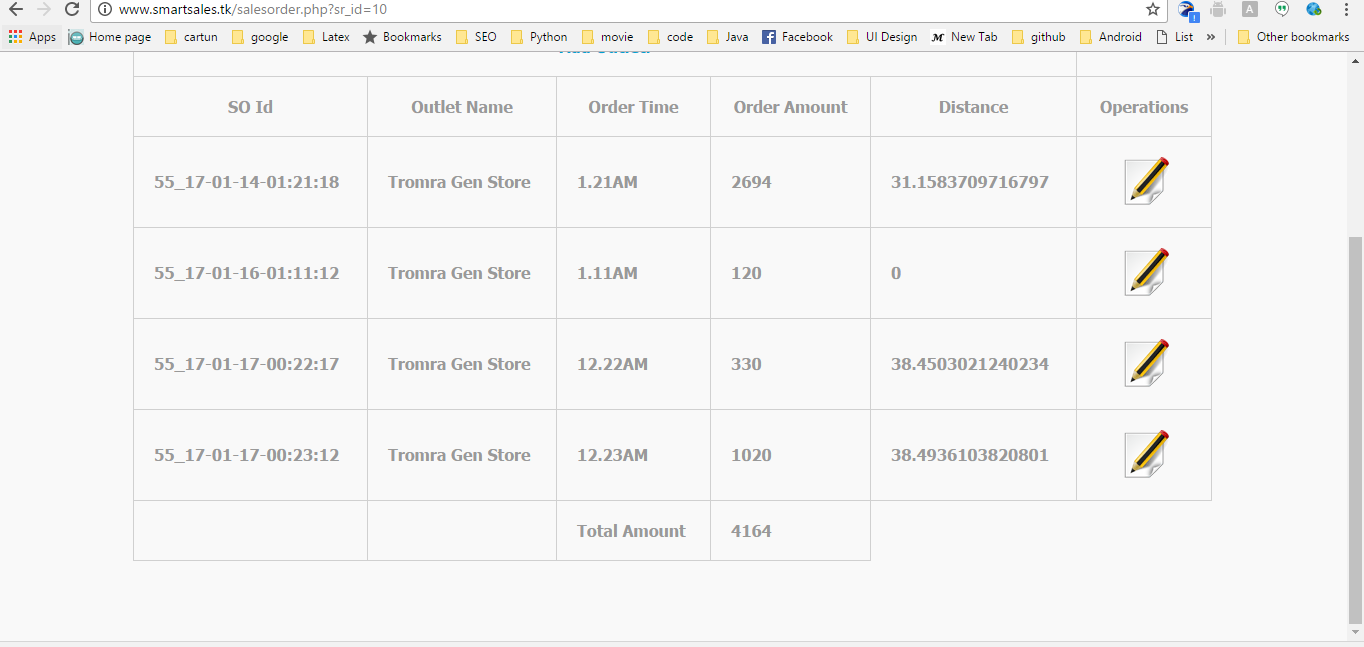 www.smartsales.tk/salesorder.php?sr_id=10
A
Apps Home page cartun google Latex Bookmarks SEO Python movie code Java Facebook UI Design New Tab github Android List » Other bookmarks
SO Id Outlet Name Order Time Order Amount Distance Operations
55_17-01-14-01:21:18 Tromra Gen Store 1.21AM 2694 31.1583709716797
55_17-01-16-01:11:12 Tromra Gen Store 1.11AM 120 0
55_17-01-17-00:22:17 Tromra Gen Store 12.22AM 330 38.4503021240234
55_17-01-17-00:23:12 Tromra Gen Store 12.23AM 1020 38.4936103820801
Total Amount 4164